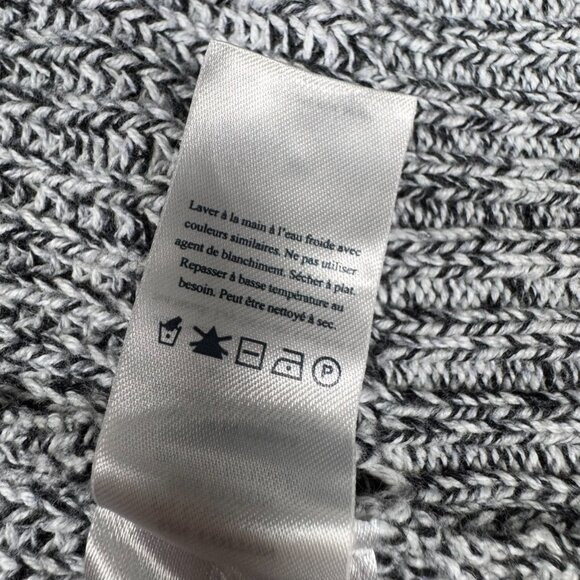 Laver à la main à l'eau froide avec
couleurs similaires. Ne pas utiliser
agent de blanchiment. Sécher à plat.
Repasser à basse température au
besoin. Peut être nettoyé à sec.
P